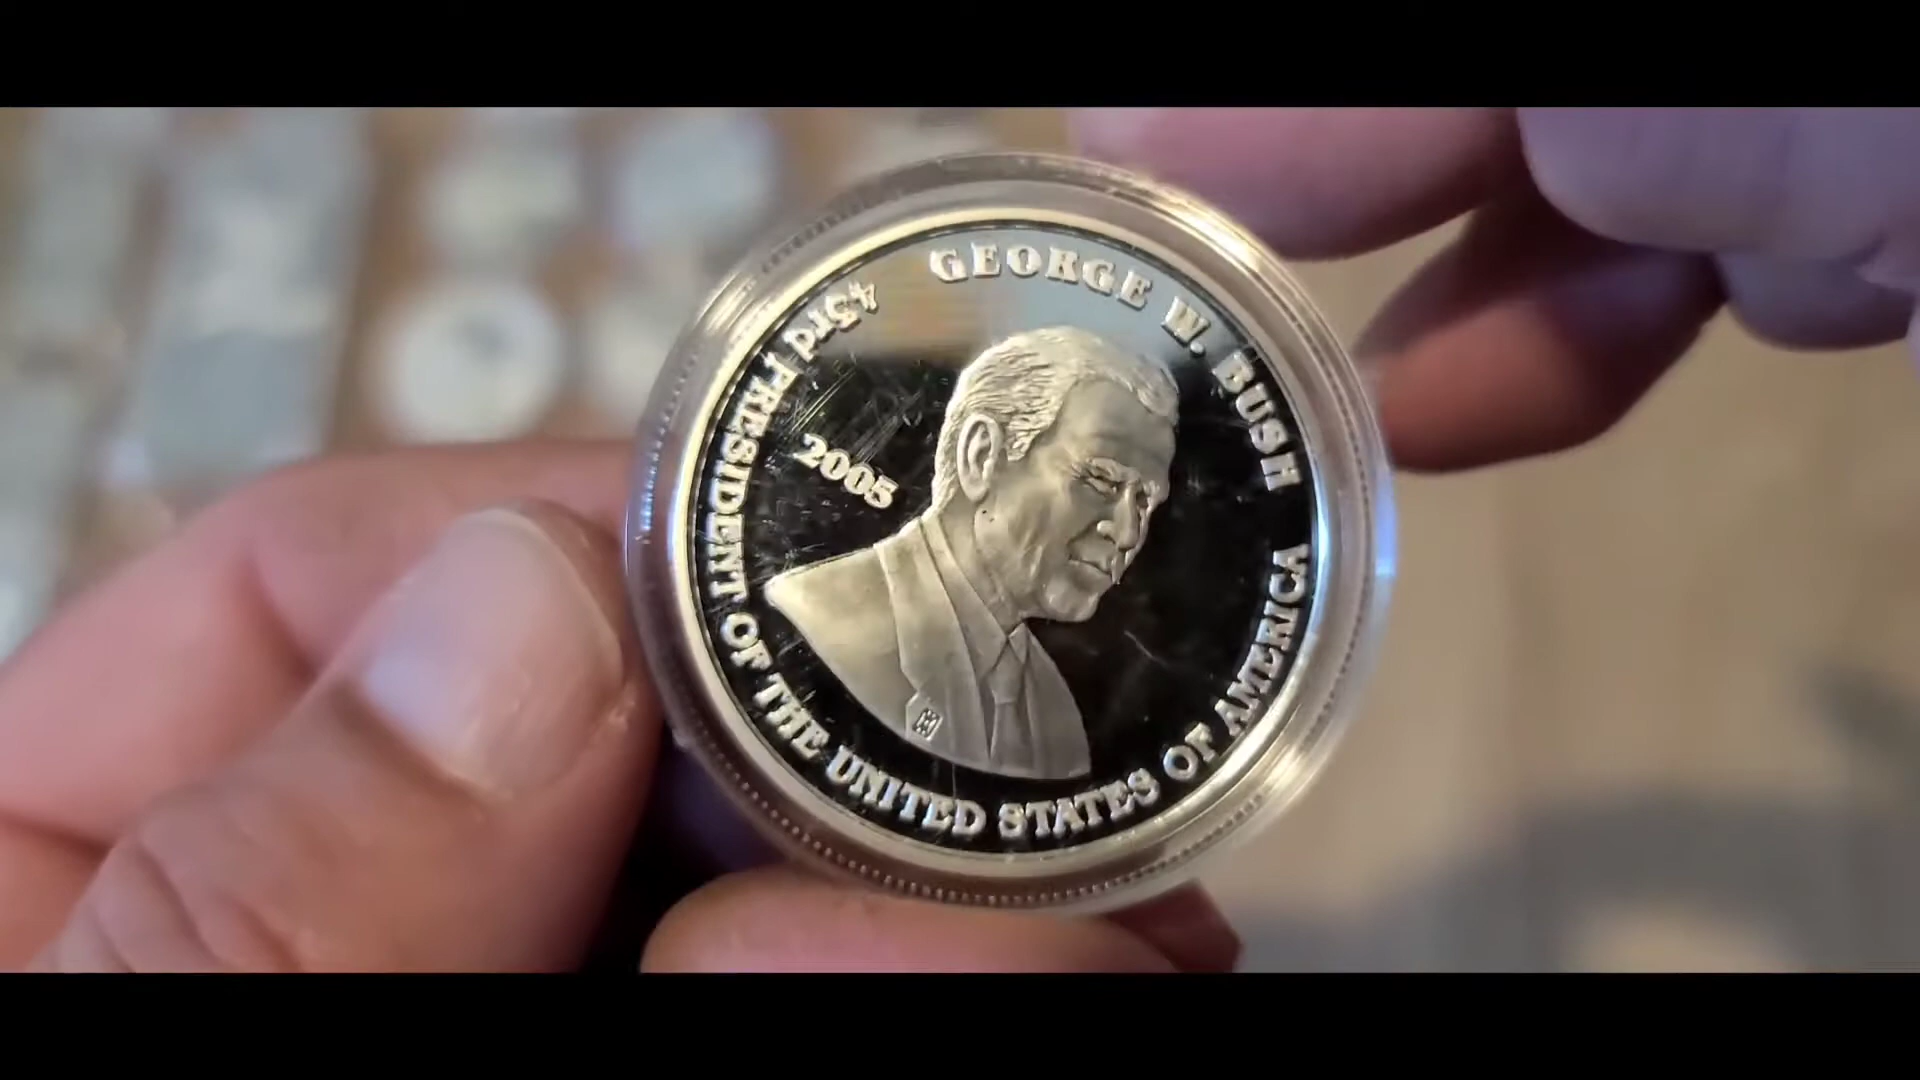 GEORGE W. BUSH
43rd PRESIDENT OF THE UNITED STATES OF AMERICA
2005